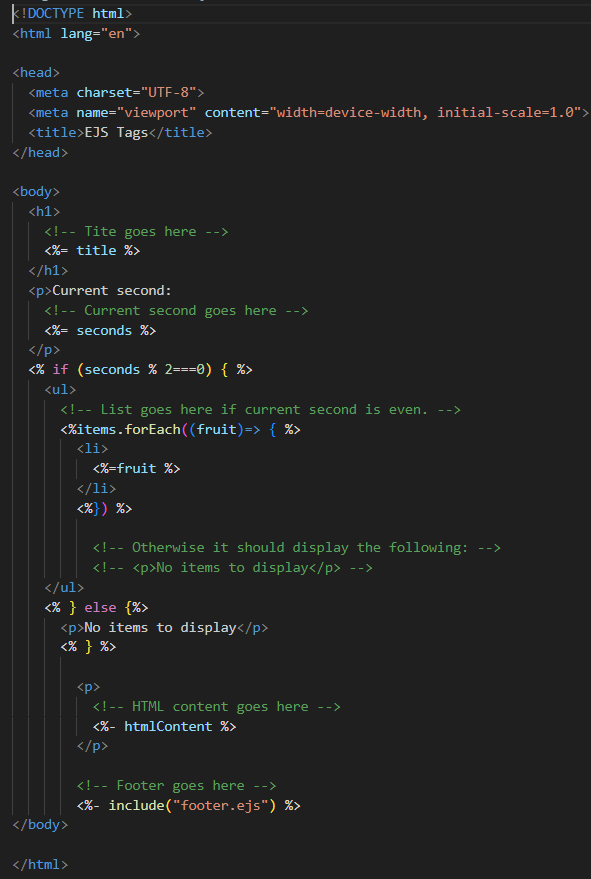 <!DOCTYPE html>
<html lang="en">
<head>
<meta charset="UTF-8">
<meta name="viewport" content="width=device-width, initial-scale=1.0">
<title>EJS Tags</title>
</head>
<body>
<h1>
<!-- Tite goes here -->
<%= title %>
</h1>
<p>Current second:
<!-- Current second goes here -->
<%= seconds %>
</p>
<% if (seconds % 2===0) { %>
<ul>
<!-- List goes here if current second is even. -->
<%items.forEach((fruit)=> { %>
<li>
<%=fruit %>
</li>
<%}) %>
<!-- Otherwise it should display the following: -->
<!-- <p>No items to display</p> -->
</ul>
<% } else {%>
<p>No items to display</p>
<% } %>
<p>
<!-- HTML content goes here -->
<%- htmlContent %>
</p>
<!-- Footer goes here -->
<%- include("footer.ejs") %>
</body>
</html>